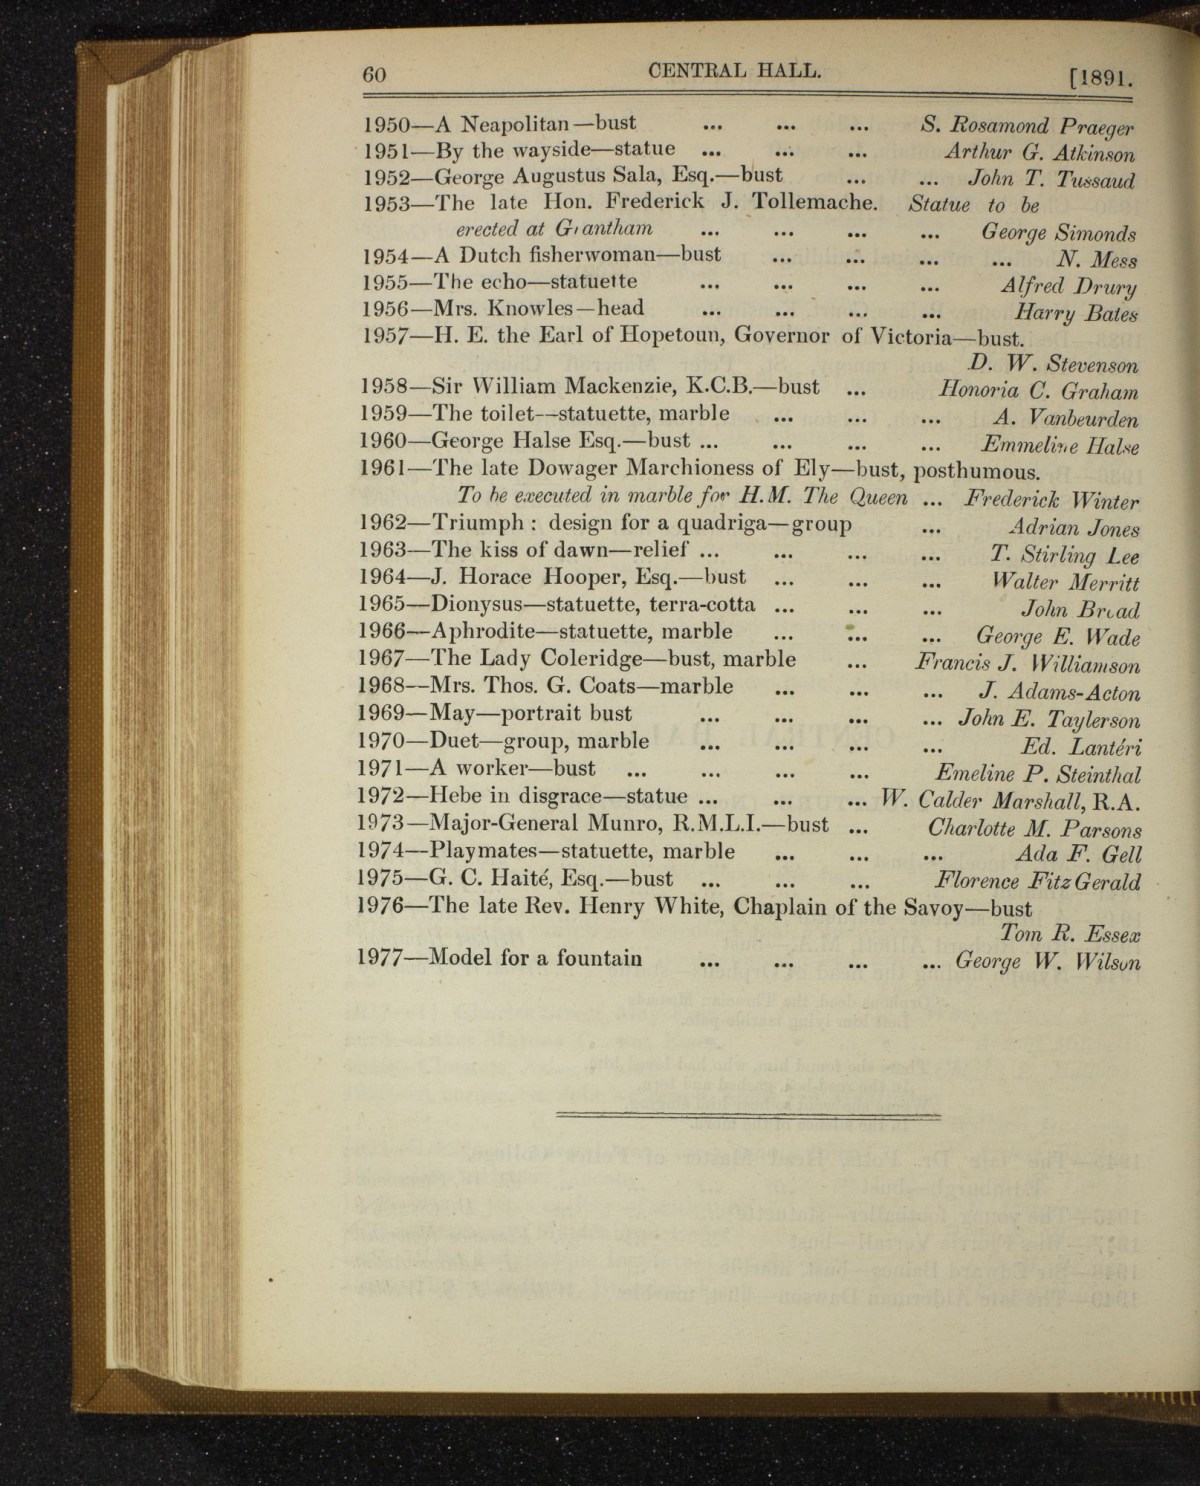 60 CENTRAL HALL. [1891.
1950—A Neapolitan—bust ... ... ... S. Rosamond Praeger
1951—By the wayside—statue ... ... ... Arthur G. Atkinson
1952—George Augustus Sala, Esq.—bust ... ... John T. Tussaud
1953—The late Hon. Frederick J. Tollemache. Statue to be
erected at Grantham ... ... ... ... George Simonds
1954—A Dutch fisherwoman—bust ... ... ... ... N. Mess
1955—The echo—statuette ... ... ... ... Alfred Drury
1956—Mrs. Knowles—head ... ... ... ... Harry Bates
1957—H. E. the Earl of Hopetoun, Governor of Victoria—bust.
D. W. Stevenson
1958—Sir William Mackenzie, K.C.B.—bust ... Honoria C. Graham
1959—The toilet—statuette, marble ... ... ... A. Vanbeurden
1960—George Halse Esq.—bust ... ... ... ... Emmeline Halse
1961—The late Dowager Marchioness of Ely—bust, posthumous.
To be executed in marble for H.M. The Queen ... Frederick Winter
1962—Triumph : design for a quadriga—group ... Adrian Jones
1963—The kiss of dawn—relief ... ... ... ... T. Stirling Lee
1964—J. Horace Hooper, Esq.—bust ... ... ... Walter Merritt
1965—Dionysus—statuette, terra-cotta ... ... ... John Broad
1966—Aphrodite—statuette, marble ... ... ... George E. Wade
1967—The Lady Coleridge—bust, marble ... Francis J. Williamson
1968—Mrs. Thos. G. Coats—marble ... ... ... J. Adams-Acton
1969—May—portrait bust ... ... ... ... John E. Taylerson
1970—Duet—group, marble ... ... ... ... Ed. Lantéri
1971—A worker—bust ... ... ... ... Emeline P. Steinthal
1972—Hebe in disgrace—statue ... ... ... W. Calder Marshall, R.A.
1973—Major-General Munro, R.M.L.I.—bust ... Charlotte M. Parsons
1974—Playmates—statuette, marble ... ... ... Ada F. Gell
1975—G. C. Haité, Esq.—bust ... ... ... Florence FitzGerald
1976—The late Rev. Henry White, Chaplain of the Savoy—bust
Tom R. Essex
1977—Model for a fountain ... ... ... ... George W. Wilson